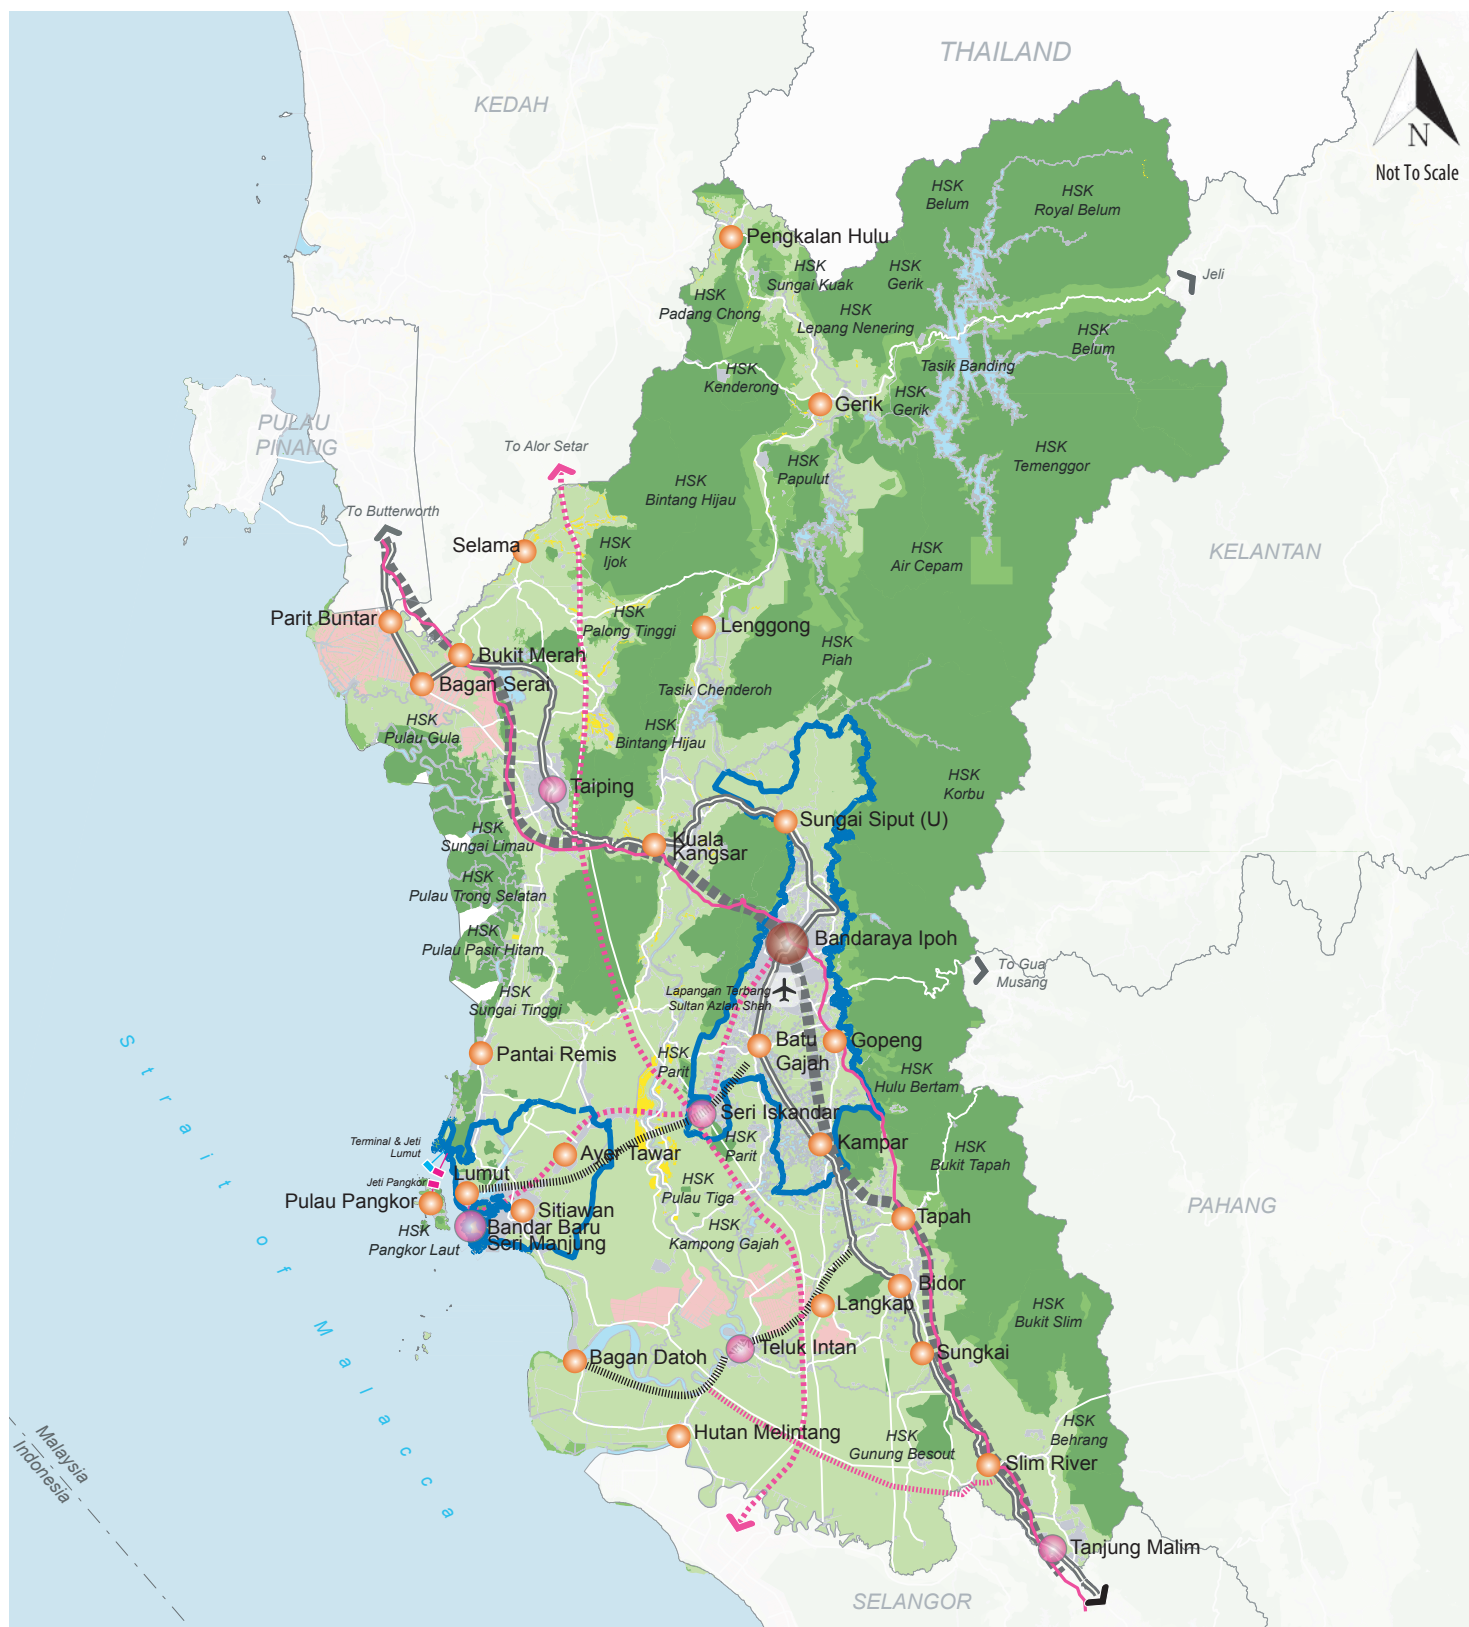 THAILAND
KEDAH
N
Not To Scale
HSK
Belum
HSK
Royal Belum
Pengkalan Hulu
HSK
Sungai Kuak
HSK
Gerik
Jeli
HSK
Padang Chong
HSK
Lepang Nenering
HSK
Belum
HSK
Kenderong
Tasik Banding
HSK
Gerik
Gerik
PULAU
PINANG
To Alor Setar
HSK
Papulut
HSK
Temenggor
HSK
Bintang Hijau
To Butterworth
Selama
HSK
Ijok
HSK
Air Cepam
KELANTAN
Parit Buntar
HSK
Palong Tinggi
Lenggong
HSK
Piah
Bukit Merah
Bagan Serai
Tasik Chenderoh
HSK
Pulau Gula
HSK
Bintang Hijau
Taiping
HSK
Korbu
Sungai Siput (U)
HSK
Sungai Limau
Kuala
Kangsar
HSK
Pulau Trong Selatan
HSK
Pulau Pasir Hitam
Bandaraya Ipoh
To Gua
Musang
HSK
Sungai Tinggi
Lapangan Terbang
Sultan Azlan Shah
Pantai Remis
HSK
Parit
Batu
Gajah
Gopeng
HSK
Hulu Bertam
Seri Iskandar
Terminal & Jeti
Lumut
Ayer Tawar
HSK
Parit
Kampar
HSK
Bukit Tapah
Jeti Pangkor
Lumut
HSK
Pulau Tiga
Pulau Pangkor
Sitiawan
Tapah
PAHANG
HSK
Pangkor Laut
Bandar Baru
Seri Manjung
HSK
Kampong Gajah
Bidor
Langkap
HSK
Bukit Slim
Strait of Malacca
Bagan Datoh
Teluk Intan
Sungkai
Hutan Melintang
HSK
Gunung Besout
HSK
Behrang
Slim River
Malaysia
Indonesia
Tanjung Malim
SELANGOR